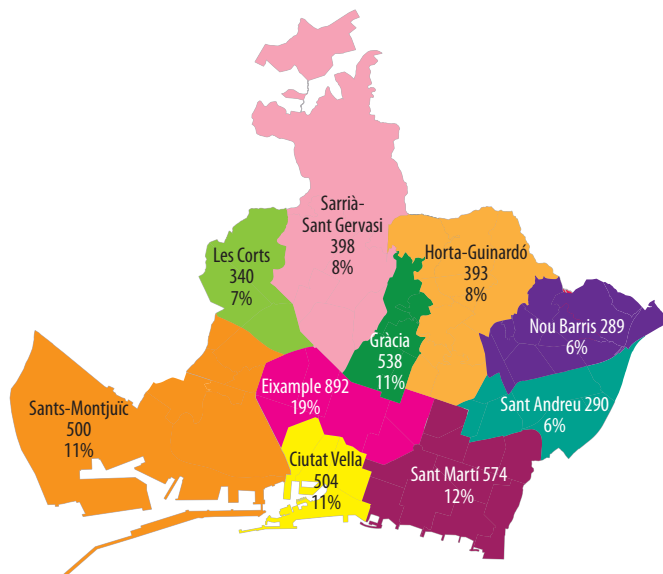 Sarrià-
Sant Gervasi
398
8%
Les Corts
340
7%
Horta-Guinardó
393
8%
Nou Barris 289
6%
Gràcia
538
11%
Eixample 892
19%
Sant Andreu 290
6%
Sants-Montjuïc
500
11%
Ciutat Vella
504
11%
Sant Martí 574
12%